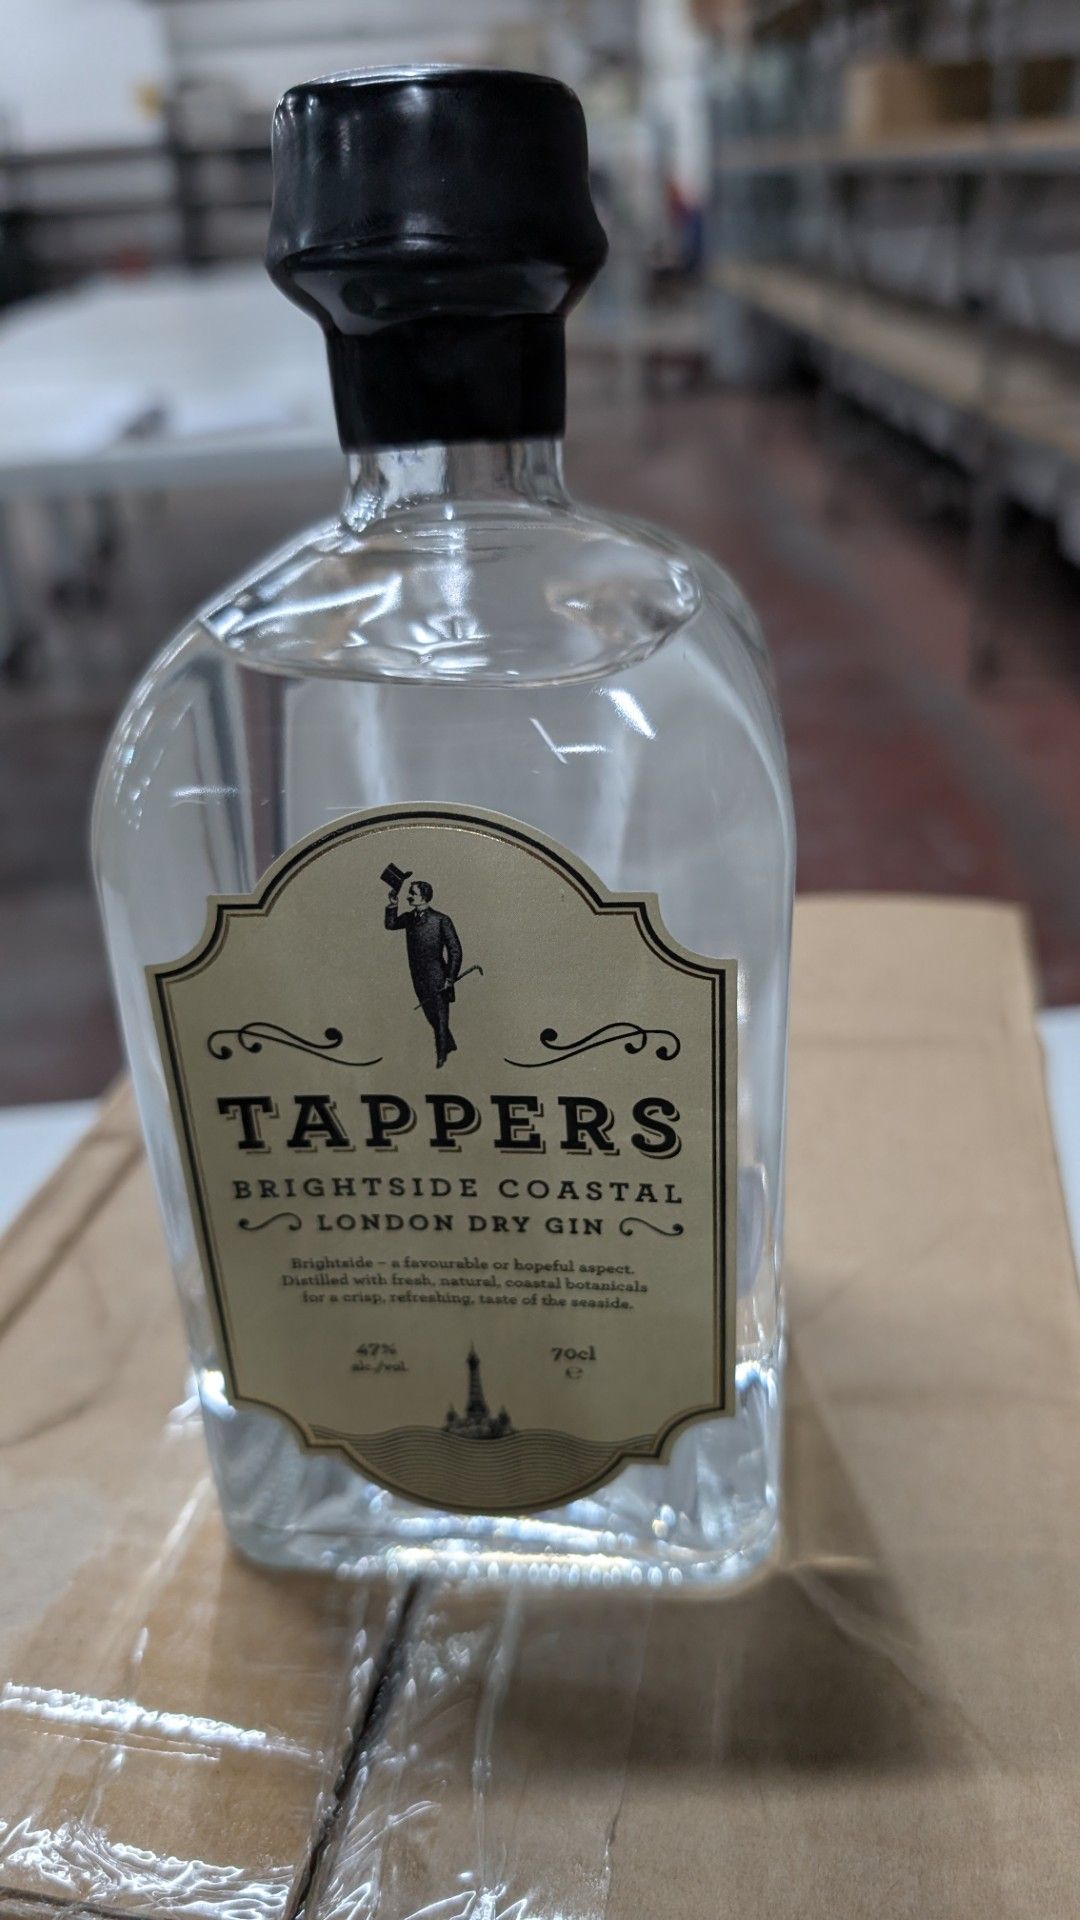 TAPPERS
BRIGHTSIDE COASTAL
LONDON DRY GIN
Brightside – a favourable or hopeful aspect.
Distilled with fresh, natural, coastal botanicals
for a crisp, refreshing, taste of the seaside.
47% 70cl
alc./vol. ℮